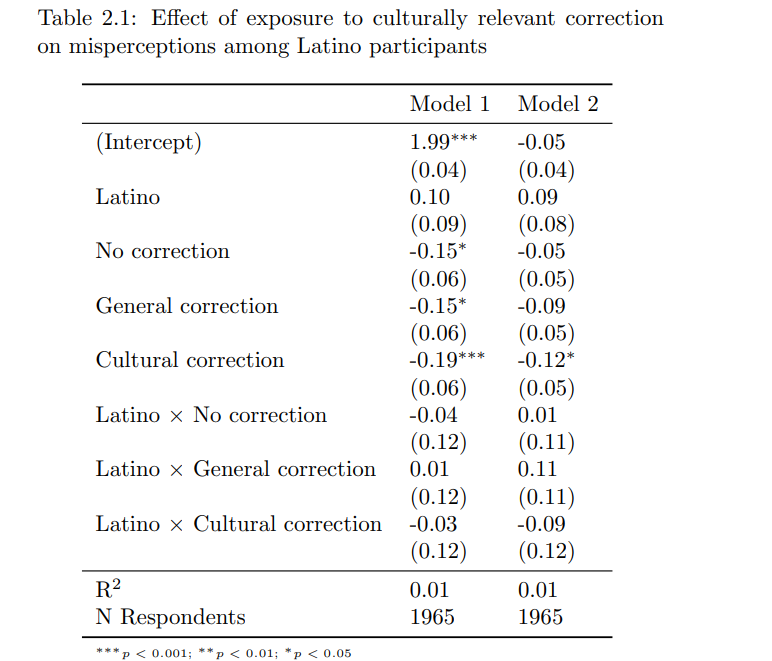 Table 2.1: Effect of exposure to culturally relevant correction
on misperceptions among Latino participants
Model 1 Model 2
(Intercept) 1.99*** -0.05
(0.04) (0.04)
Latino 0.10 0.09
(0.09) (0.08)
No correction -0.15* -0.05
(0.06) (0.05)
General correction -0.15* -0.09
(0.06) (0.05)
Cultural correction -0.19*** -0.12*
(0.06) (0.05)
Latino × No correction -0.04 0.01
(0.12) (0.11)
Latino × General correction 0.01 0.11
(0.12) (0.11)
Latino × Cultural correction -0.03 -0.09
(0.12) (0.12)
R² 0.01 0.01
N Respondents 1965 1965
***p < 0.001; **p < 0.01; *p < 0.05